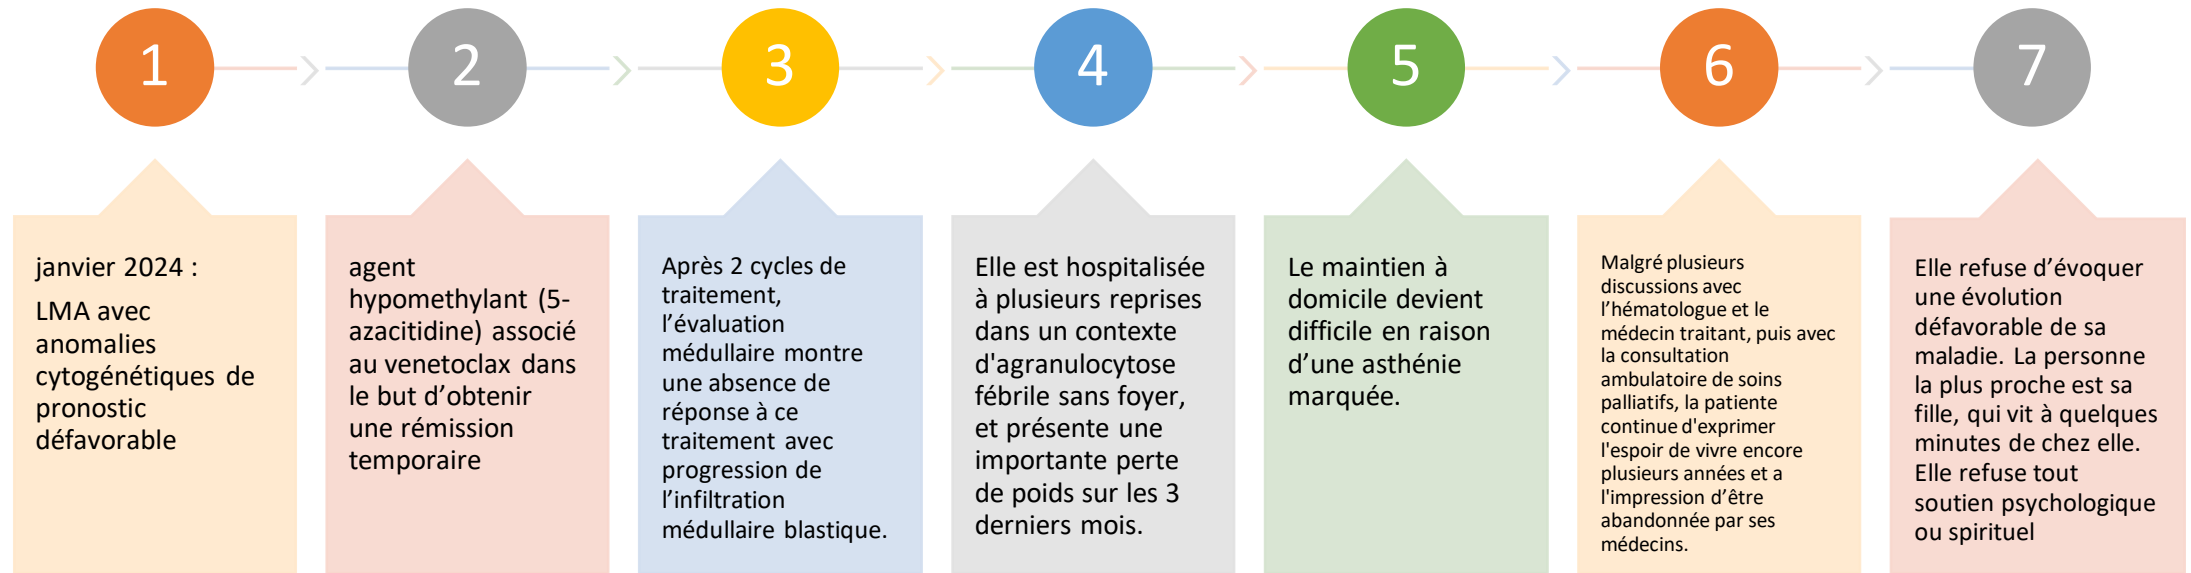 1
2
3
4
5
6
7
janvier 2024 :
LMA avec
anomalies
cytogénétiques de
pronostic
défavorable
agent
hypomethylant (5-
azacitidine) associé
au venetoclax dans
le but d’obtenir
une rémission
temporaire
Après 2 cycles de
traitement,
l’évaluation
médullaire montre
une absence de
réponse à ce
traitement avec
progression de
l’infiltration
médullaire blastique.
Elle est hospitalisée
à plusieurs reprises
dans un contexte
d'agranulocytose
fébrile sans foyer,
et présente une
importante perte
de poids sur les 3
derniers mois.
Le maintien à
domicile devient
difficile en raison
d’une asthénie
marquée.
Malgré plusieurs
discussions avec
l’hématologue et le
médecin traitant, puis avec
la consultation
ambulatoire de soins
palliatifs, la patiente
continue d'exprimer
l'espoir de vivre encore
plusieurs années et a
l'impression d’être
abandonnée par ses
médecins.
Elle refuse d’évoquer
une évolution
défavorable de sa
maladie. La personne
la plus proche est sa
fille, qui vit à quelques
minutes de chez elle.
Elle refuse tout
soutien psychologique
ou spirituel